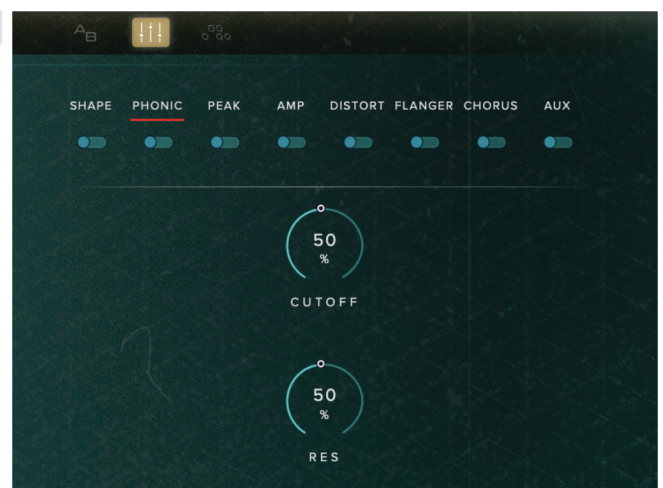 A B
SHAPE PHONIC PEAK AMP DISTORT FLANGER CHORUS AUX
50
%
CUTOFF
50
%
RES